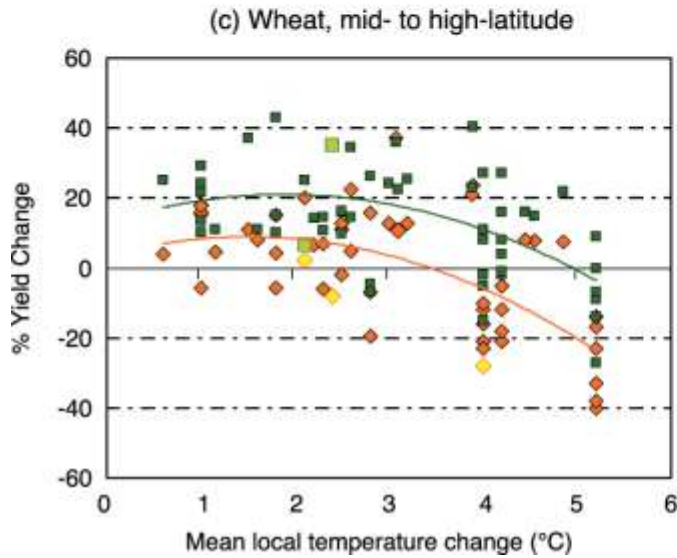 (c) Wheat, mid- to high-latitude
60
40
20
0
-20
-40
-60
% Yield Change
0 1 2 3 4 5 6
Mean local temperature change (°C)